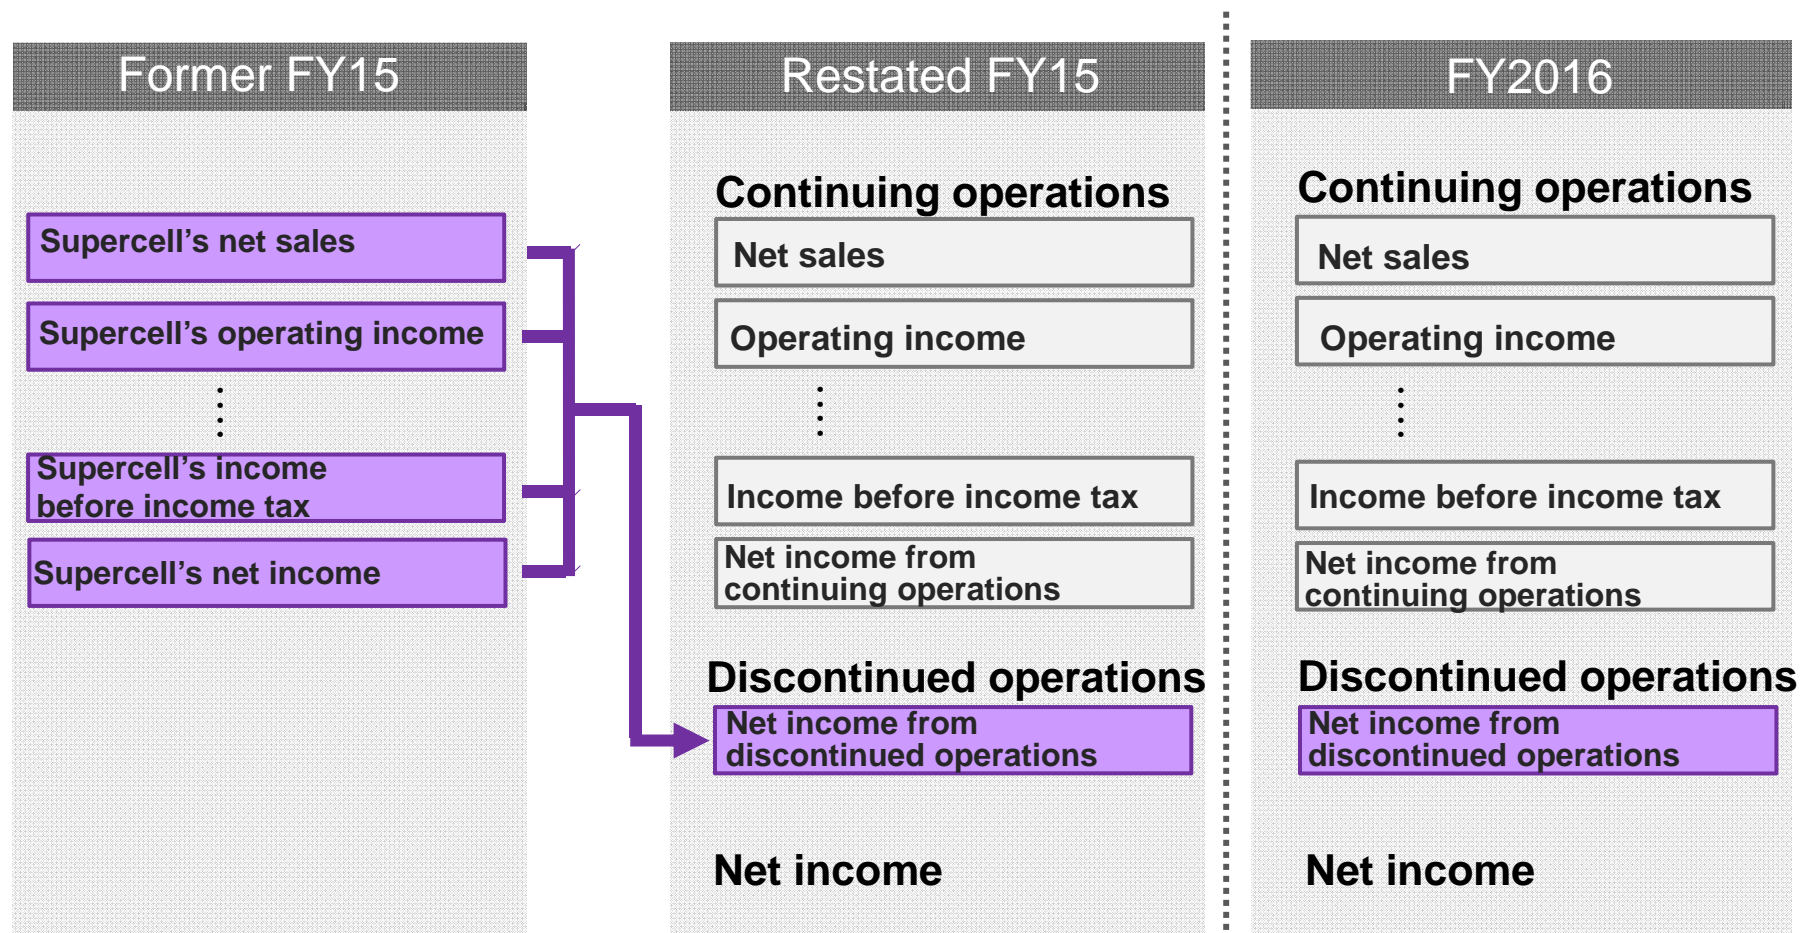 Former FY15
Supercell’s net sales
Supercell’s operating income
Supercell’s income
before income tax
Supercell’s net income
Restated FY15
Continuing operations
Net sales
Operating income
Income before income tax
Net income from
continuing operations
Discontinued operations
Net income from
discontinued operations
Net income
FY2016
Continuing operations
Net sales
Operating income
Income before income tax
Net income from
continuing operations
Discontinued operations
Net income from
discontinued operations
Net income